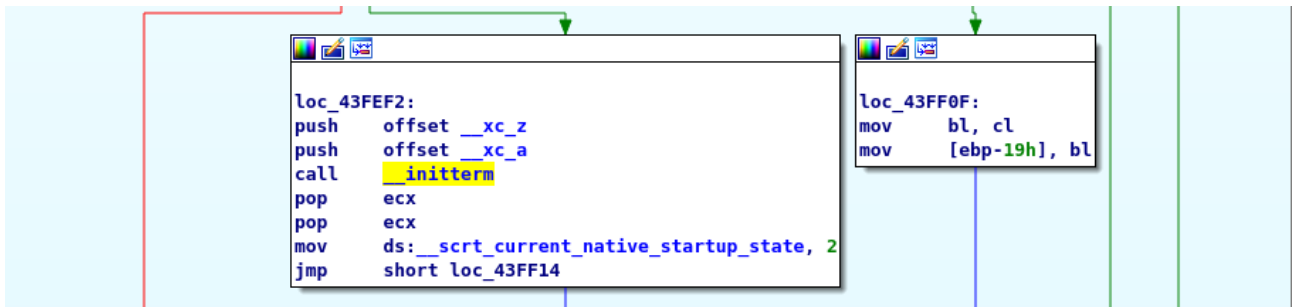 loc_43FEF2:
push offset __xc_z
push offset __xc_a
call __initterm
pop ecx
pop ecx
mov ds:__scrt_current_native_startup_state, 2
jmp short loc_43FF14
loc_43FF0F:
mov bl, cl
mov [ebp-19h], bl